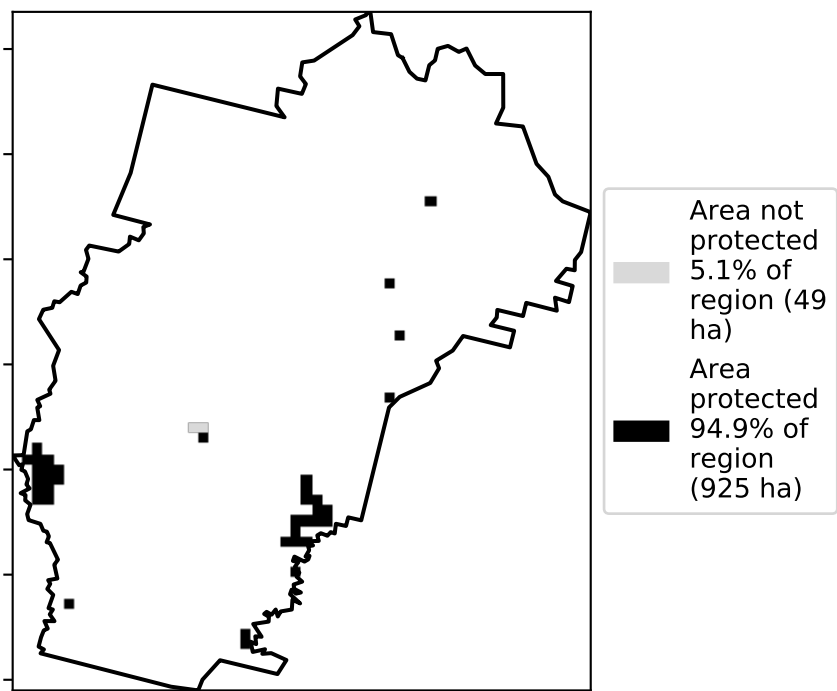 Area not
protected
5.1% of
region (49
ha)
Area
protected
94.9% of
region
(925 ha)